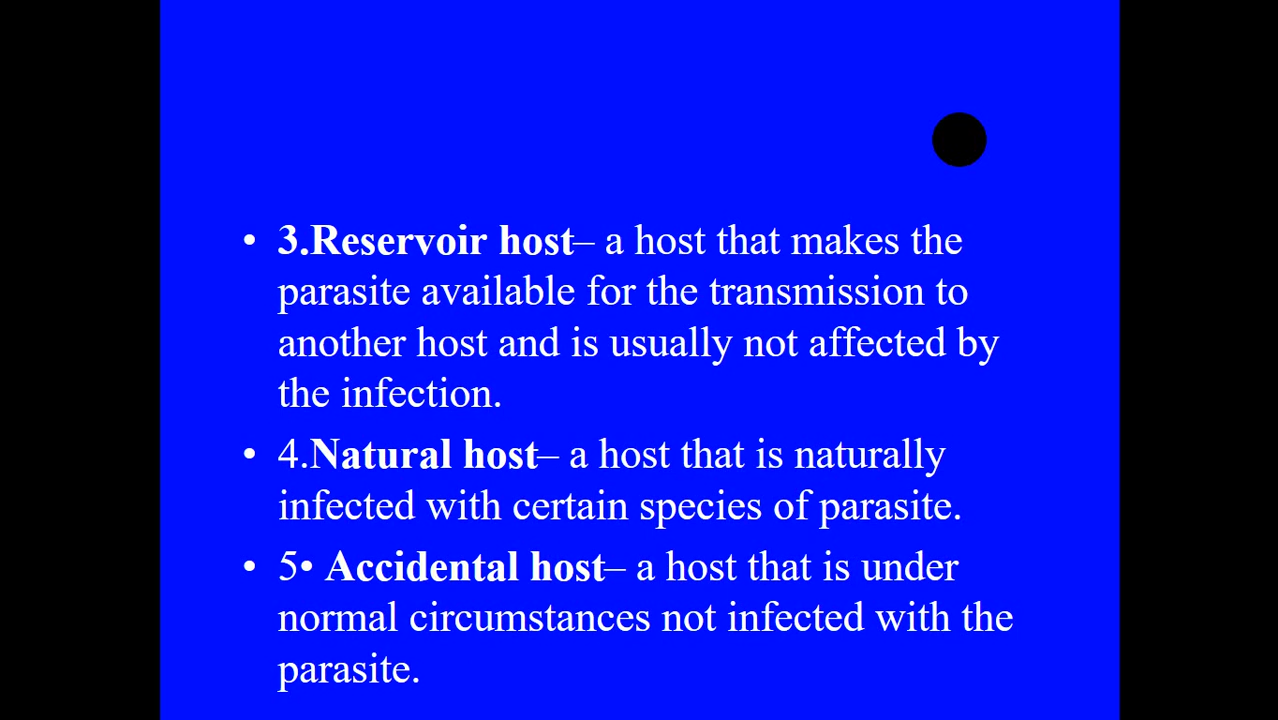 • 3.Reservoir host– a host that makes the
parasite available for the transmission to
another host and is usually not affected by
the infection.
• 4.Natural host– a host that is naturally
infected with certain species of parasite.
• 5• Accidental host– a host that is under
normal circumstances not infected with the
parasite.